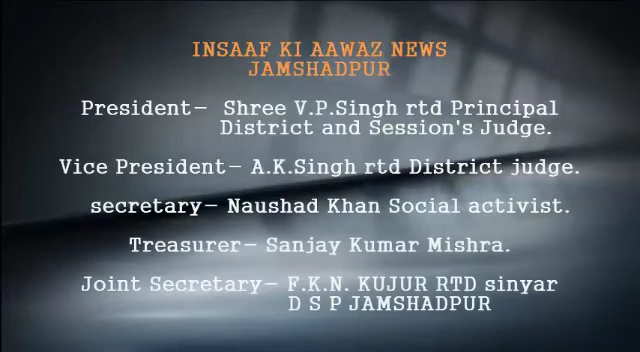 INSAAF KI AAWAZ NEWS
JAMSHADPUR
President- Shree V.P.Singh rtd Principal
District and Session's Judge.
Vice President- A.K.Singh rtd District judge.
secretary- Naushad Khan Social activist.
Treasurer- Sanjay Kumar Mishra.
Joint Secretary- F.K.N. KUJUR RTD sinyar
D S P JAMSHADPUR